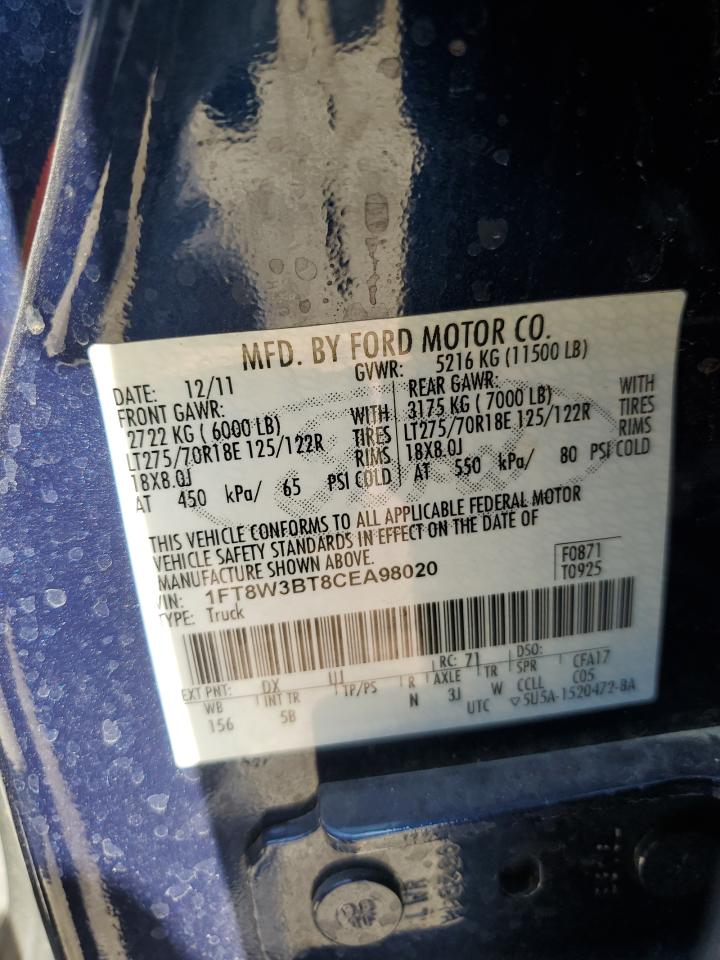 MFD. BY FORD MOTOR CO.
DATE: 12/11 GVWR: 5216 KG (11500 LB)
FRONT GAWR: REAR GAWR:
2722 KG ( 6000 LB) WITH 3175 KG ( 7000 LB) WITH
LT275/70R18E 125/122R TIRES LT275/70R18E 125/122R TIRES
18X8.0J RIMS 18X8.0J RIMS
AT 450 kPa/ 65 PSI COLD AT 550 kPa/ 80 PSI COLD
THIS VEHICLE CONFORMS TO ALL APPLICABLE FEDERAL MOTOR
VEHICLE SAFETY STANDARDS IN EFFECT ON THE DATE OF
MANUFACTURE SHOWN ABOVE.
VIN: 1FT8W3BT8CEA98020 F0871
TYPE: Truck T0925
EXT PNT: DX RC: 71 DSO:
WB INT TR TP/PS R AXLE TR SPR CFA17
156 5B N 3J W CCLL C05
UTC 5U5A-1520472-BA